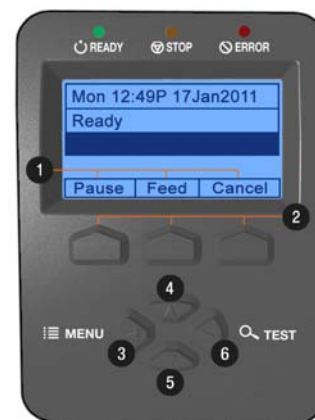 READY STOP ERROR
Mon 12:49P 17Jan2011
Ready
1
Pause Feed Cancel
2
4
MENU TEST
3 6
5